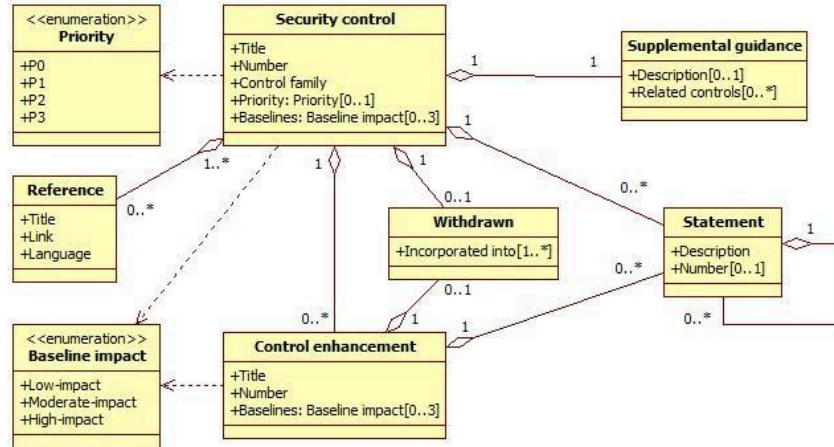 <<enumeration>>
Priority
+P0
+P1
+P2
+P3
Security control
+Title
+Number
+Control family
+Priority: Priority[0..1]
+Baselines: Baseline impact[0..3]
1
1
Supplemental guidance
+Description[0..1]
+Related controls[0..*]
1
1..*
1
1
0..*
0..*
0..1
Reference
+Title
+Link
+Language
Withdrawn
+Incorporated into[1..*]
Statement
+Description
+Number[0..1]
1
0..*
0..1
0..*
0..*
1
1
<<enumeration>>
Baseline impact
+Low-impact
+Moderate-impact
+High-impact
Control enhancement
+Title
+Number
+Baselines: Baseline impact[0..3]